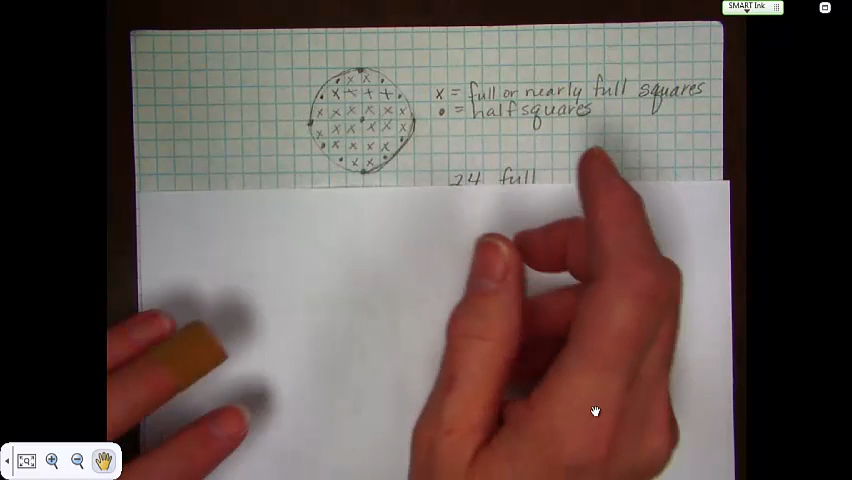 SMART Ink
x = full or nearly full squares
• = half squares
24 full